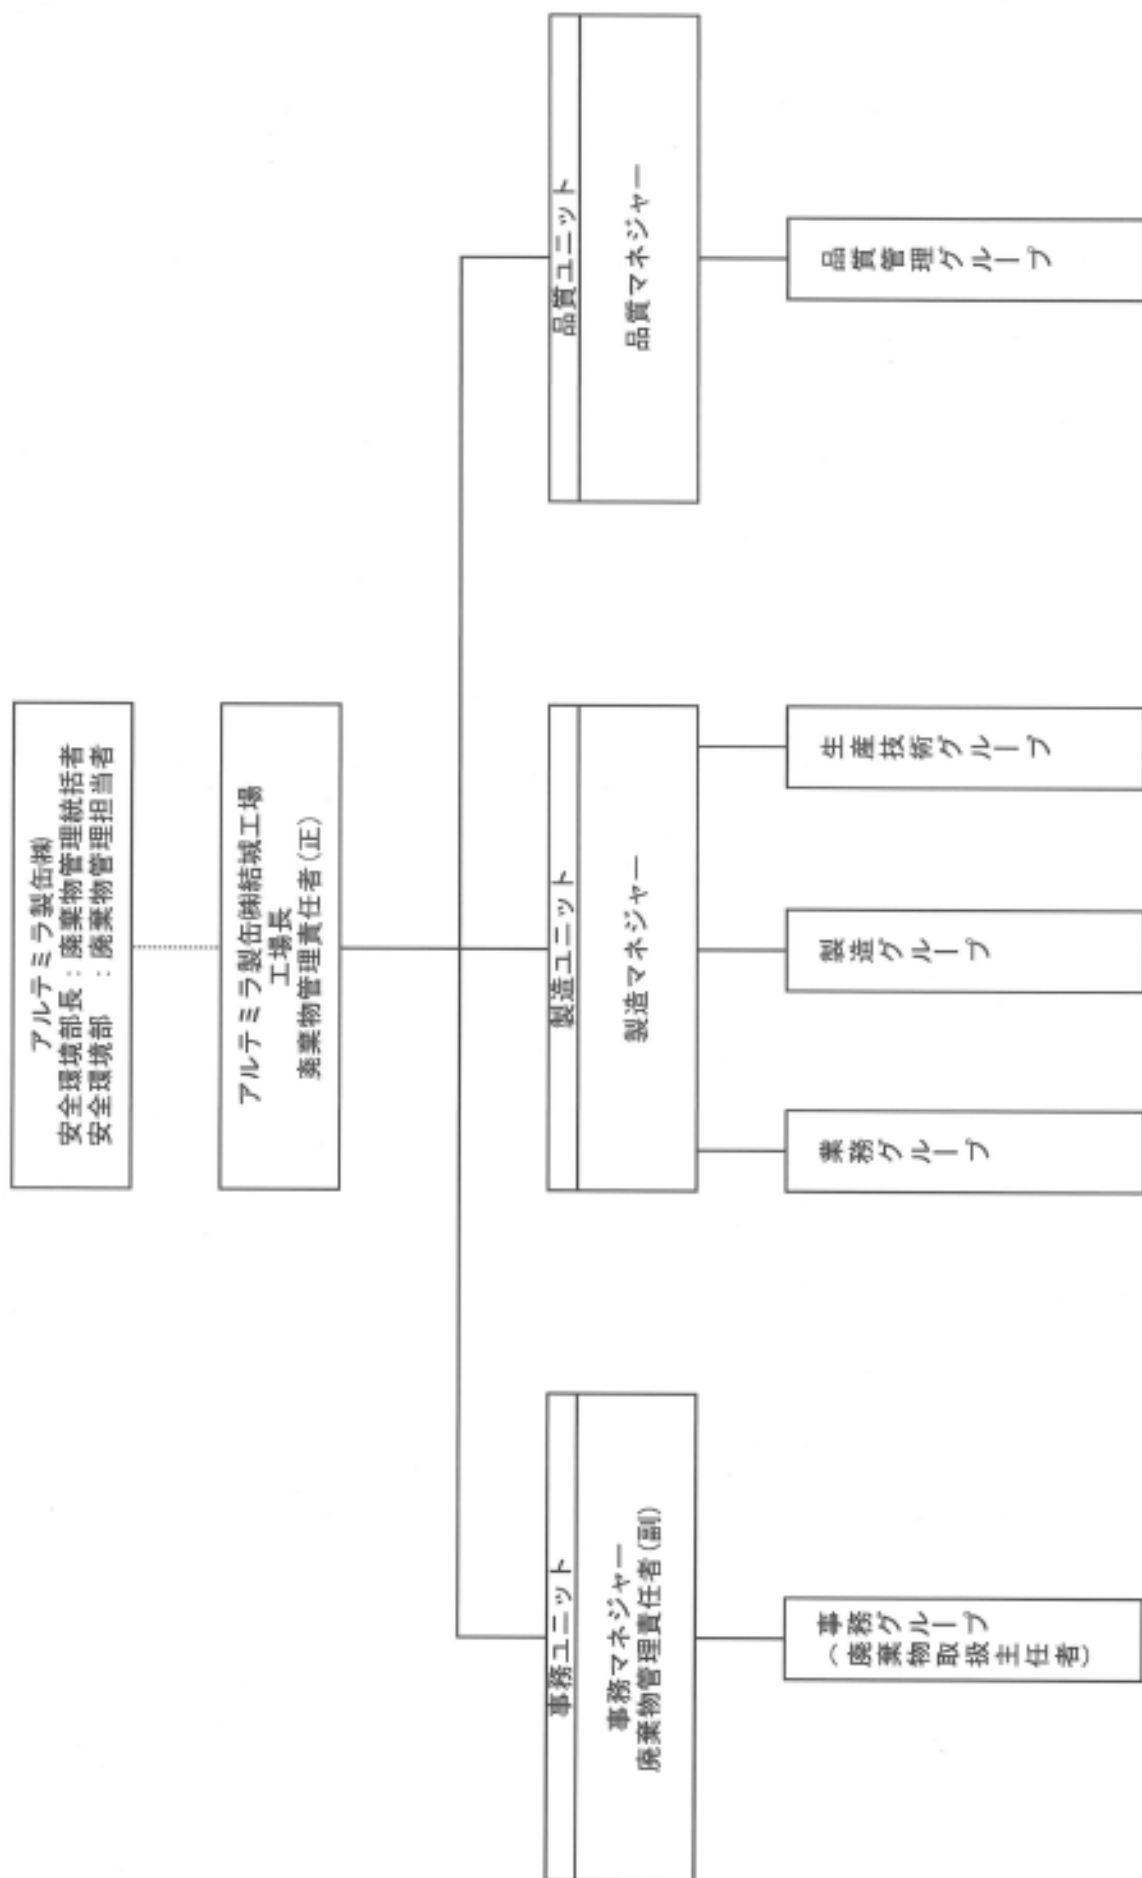 アルテミラ製缶㈱
安全環境部長：廃棄物管理統括者
安全環境部　：廃棄物管理担当者
アルテミラ製缶㈱結城工場
工場長
廃棄物管理責任者(正)
事務ユニット
事務マネジャー
廃棄物管理責任者(副)
製造ユニット
製造マネジャー
品質ユニット
品質マネジャー
事務グループ
（廃棄物取扱主任者）
業務グループ
製造グループ
生産技術グループ
品質管理グループ